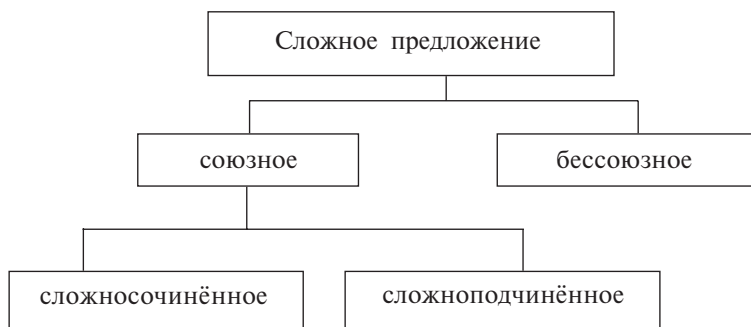 Сложное предложение
союзное
бессоюзное
сложносочинённое
сложноподчинённое